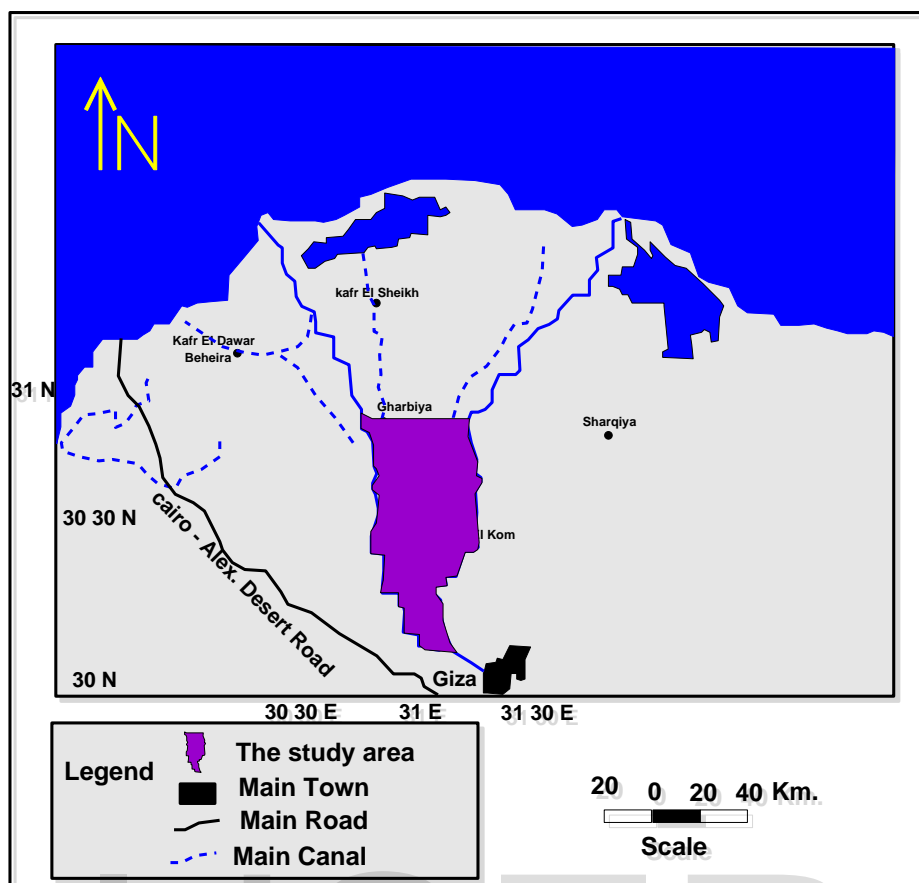 N
kafr El Sheikh
Kafr El Dawar
Beheira
31 N
Gharbiya
Sharqiya
30 30 N
l Kom
cairo - Alex. Desert Road
30 N
Giza
30 30 E
31 E
31 30 E
Legend
The study area
Main Town
Main Road
Main Canal
20 0 20 40 Km.
Scale